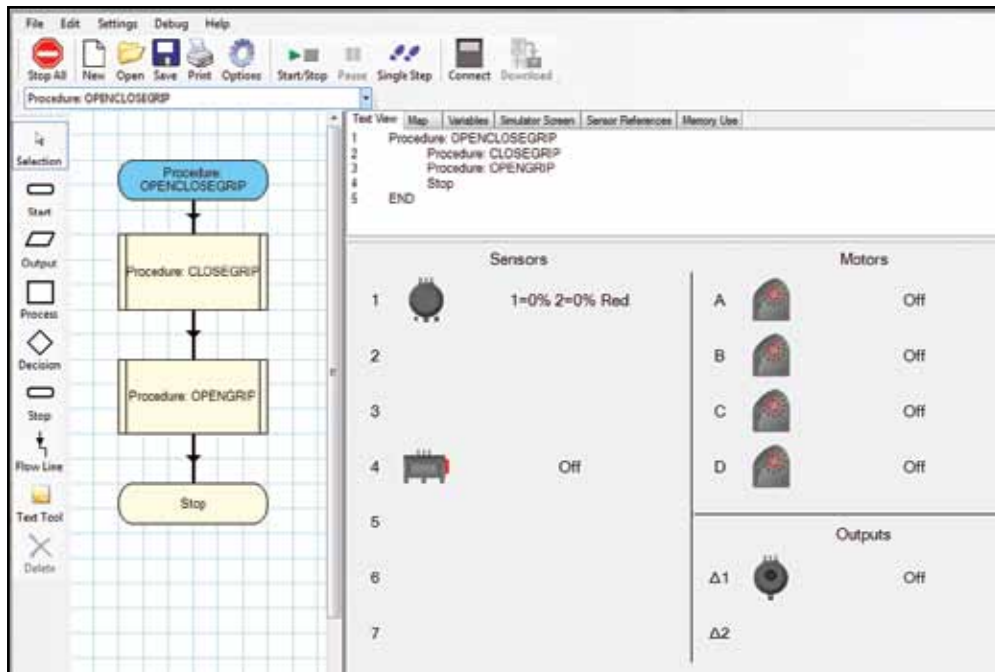 File Edit Settings Debug Help
Stop All New Open Save Print Options Start/Stop Pause Single Step Connect Download
Procedure: OPENCLOSEGRIP
Selection
Start
Output
Process
Decision
Stop
Flow Line
Text Tool
Delete
Procedure:
OPENCLOSEGRIP
Procedure: CLOSEGRIP
Procedure: OPENGRIP
Stop
Text View Map Variables Simulator Screen Sensor References Memory Use
1 Procedure: OPENCLOSEGRIP
2 Procedure: CLOSEGRIP
3 Procedure: OPENGRIP
4 Stop
5 END
Sensors
1 1=0% 2=0% Red
2
3
4 Off
5
6
7
Motors
A Off
B Off
C Off
D Off
Outputs
Δ1 Off
Δ2